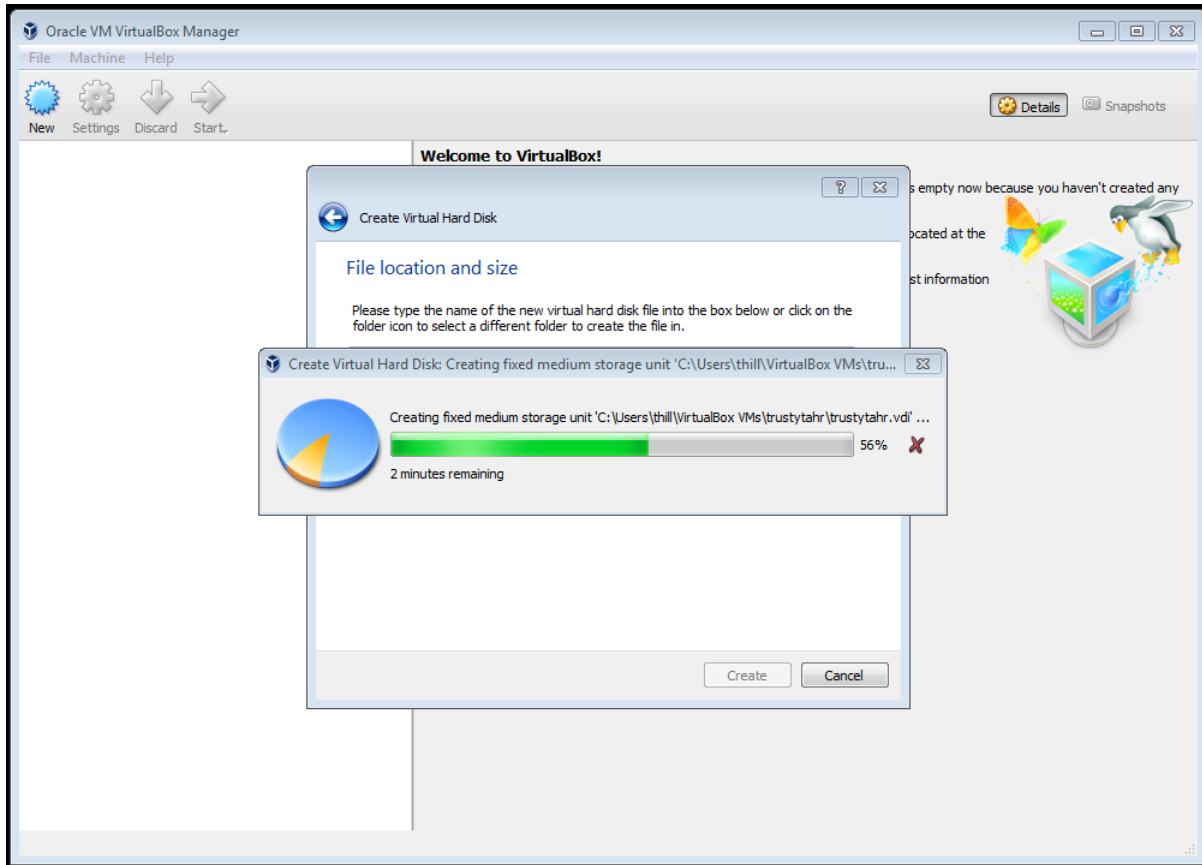 Oracle VM VirtualBox Manager
File Machine Help
New Settings Discard Start
Details Snapshots
Welcome to VirtualBox!
s empty now because you haven't created any
ocated at the
st information
?
Create Virtual Hard Disk
File location and size
Please type the name of the new virtual hard disk file into the box below or click on the
folder icon to select a different folder to create the file in.
Create Virtual Hard Disk: Creating fixed medium storage unit 'C:\Users\thill\VirtualBox VMs\tru...
Creating fixed medium storage unit 'C:\Users\thill\VirtualBox VMs\trustytahr\trustytahr.vdi' ...
56%
2 minutes remaining
Create Cancel